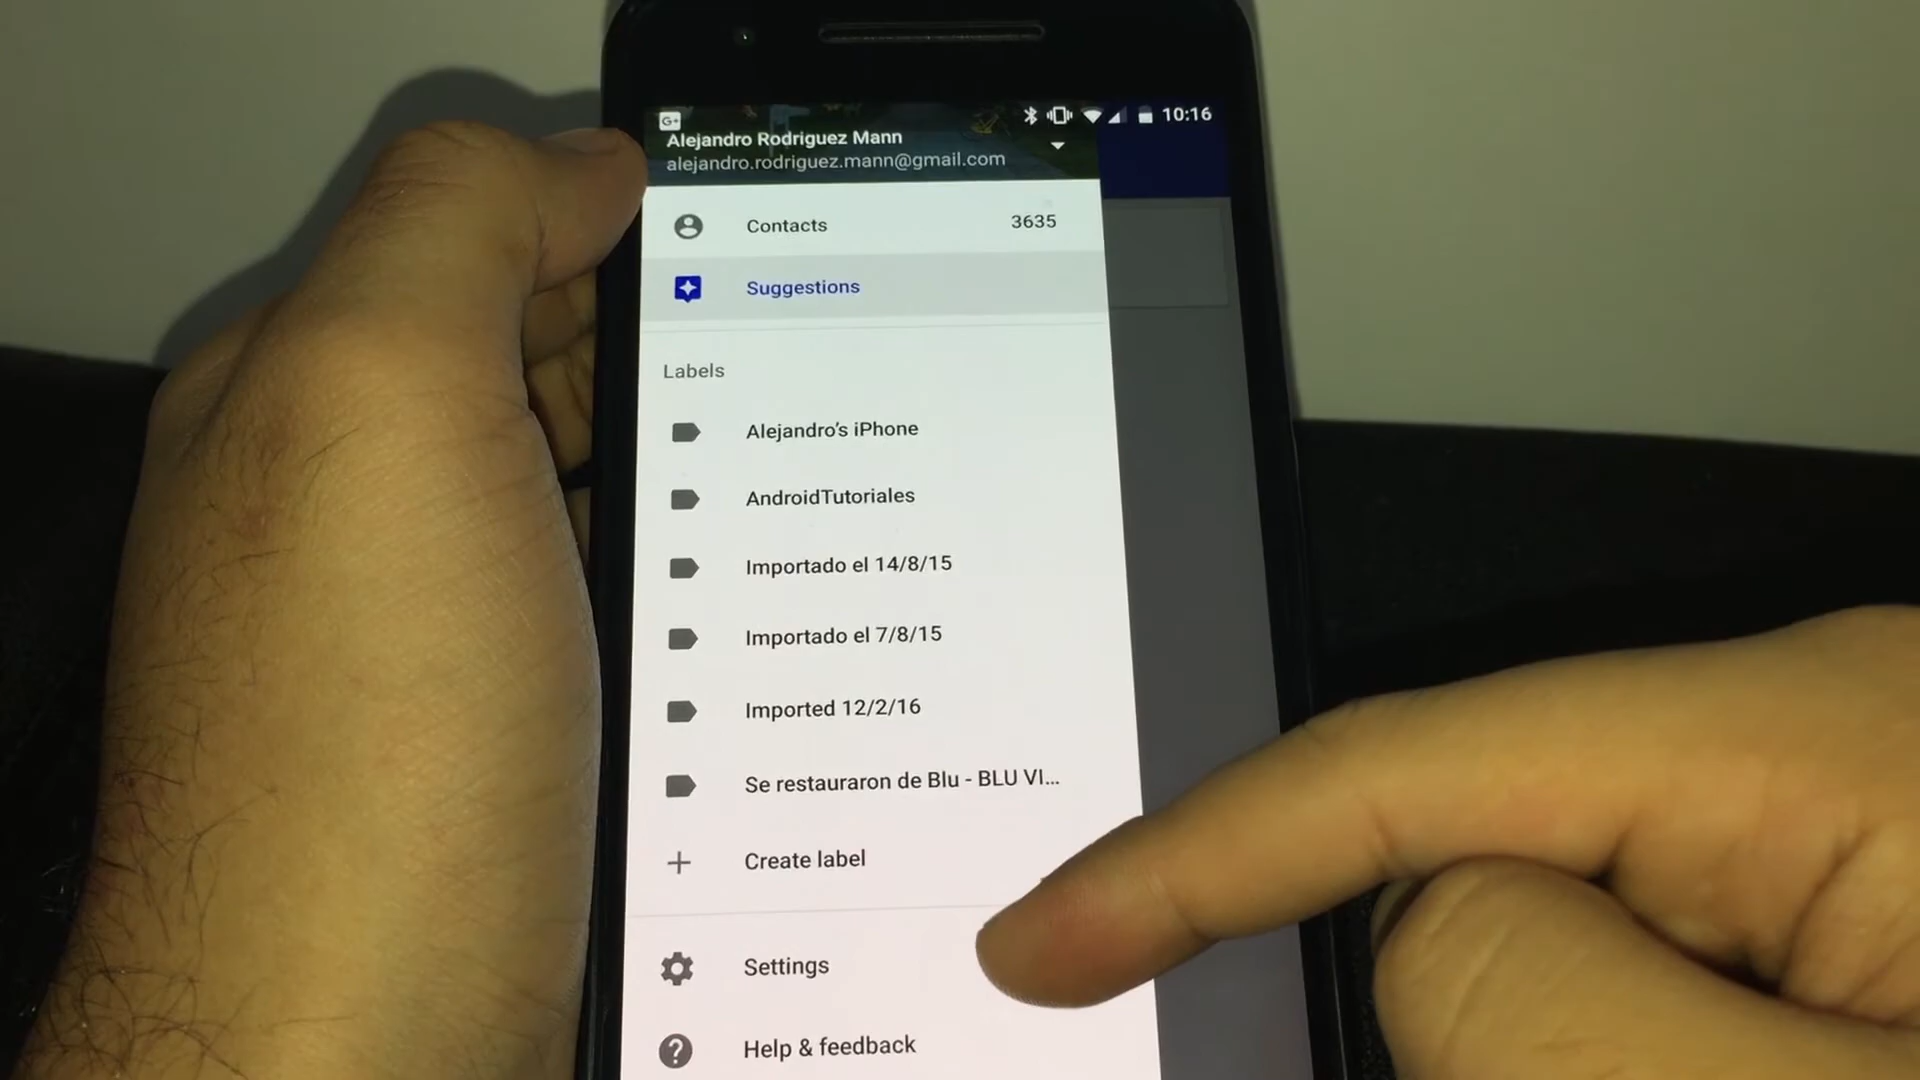 G+
10:16
Alejandro Rodriguez Mann
alejandro.rodriguez.mann@gmail.com
Contacts 3635
Suggestions
Labels
Alejandro's iPhone
AndroidTutoriales
Importado el 14/8/15
Importado el 7/8/15
Imported 12/2/16
Se restauraron de Blu - BLU VI...
Create label
Settings
Help & feedback